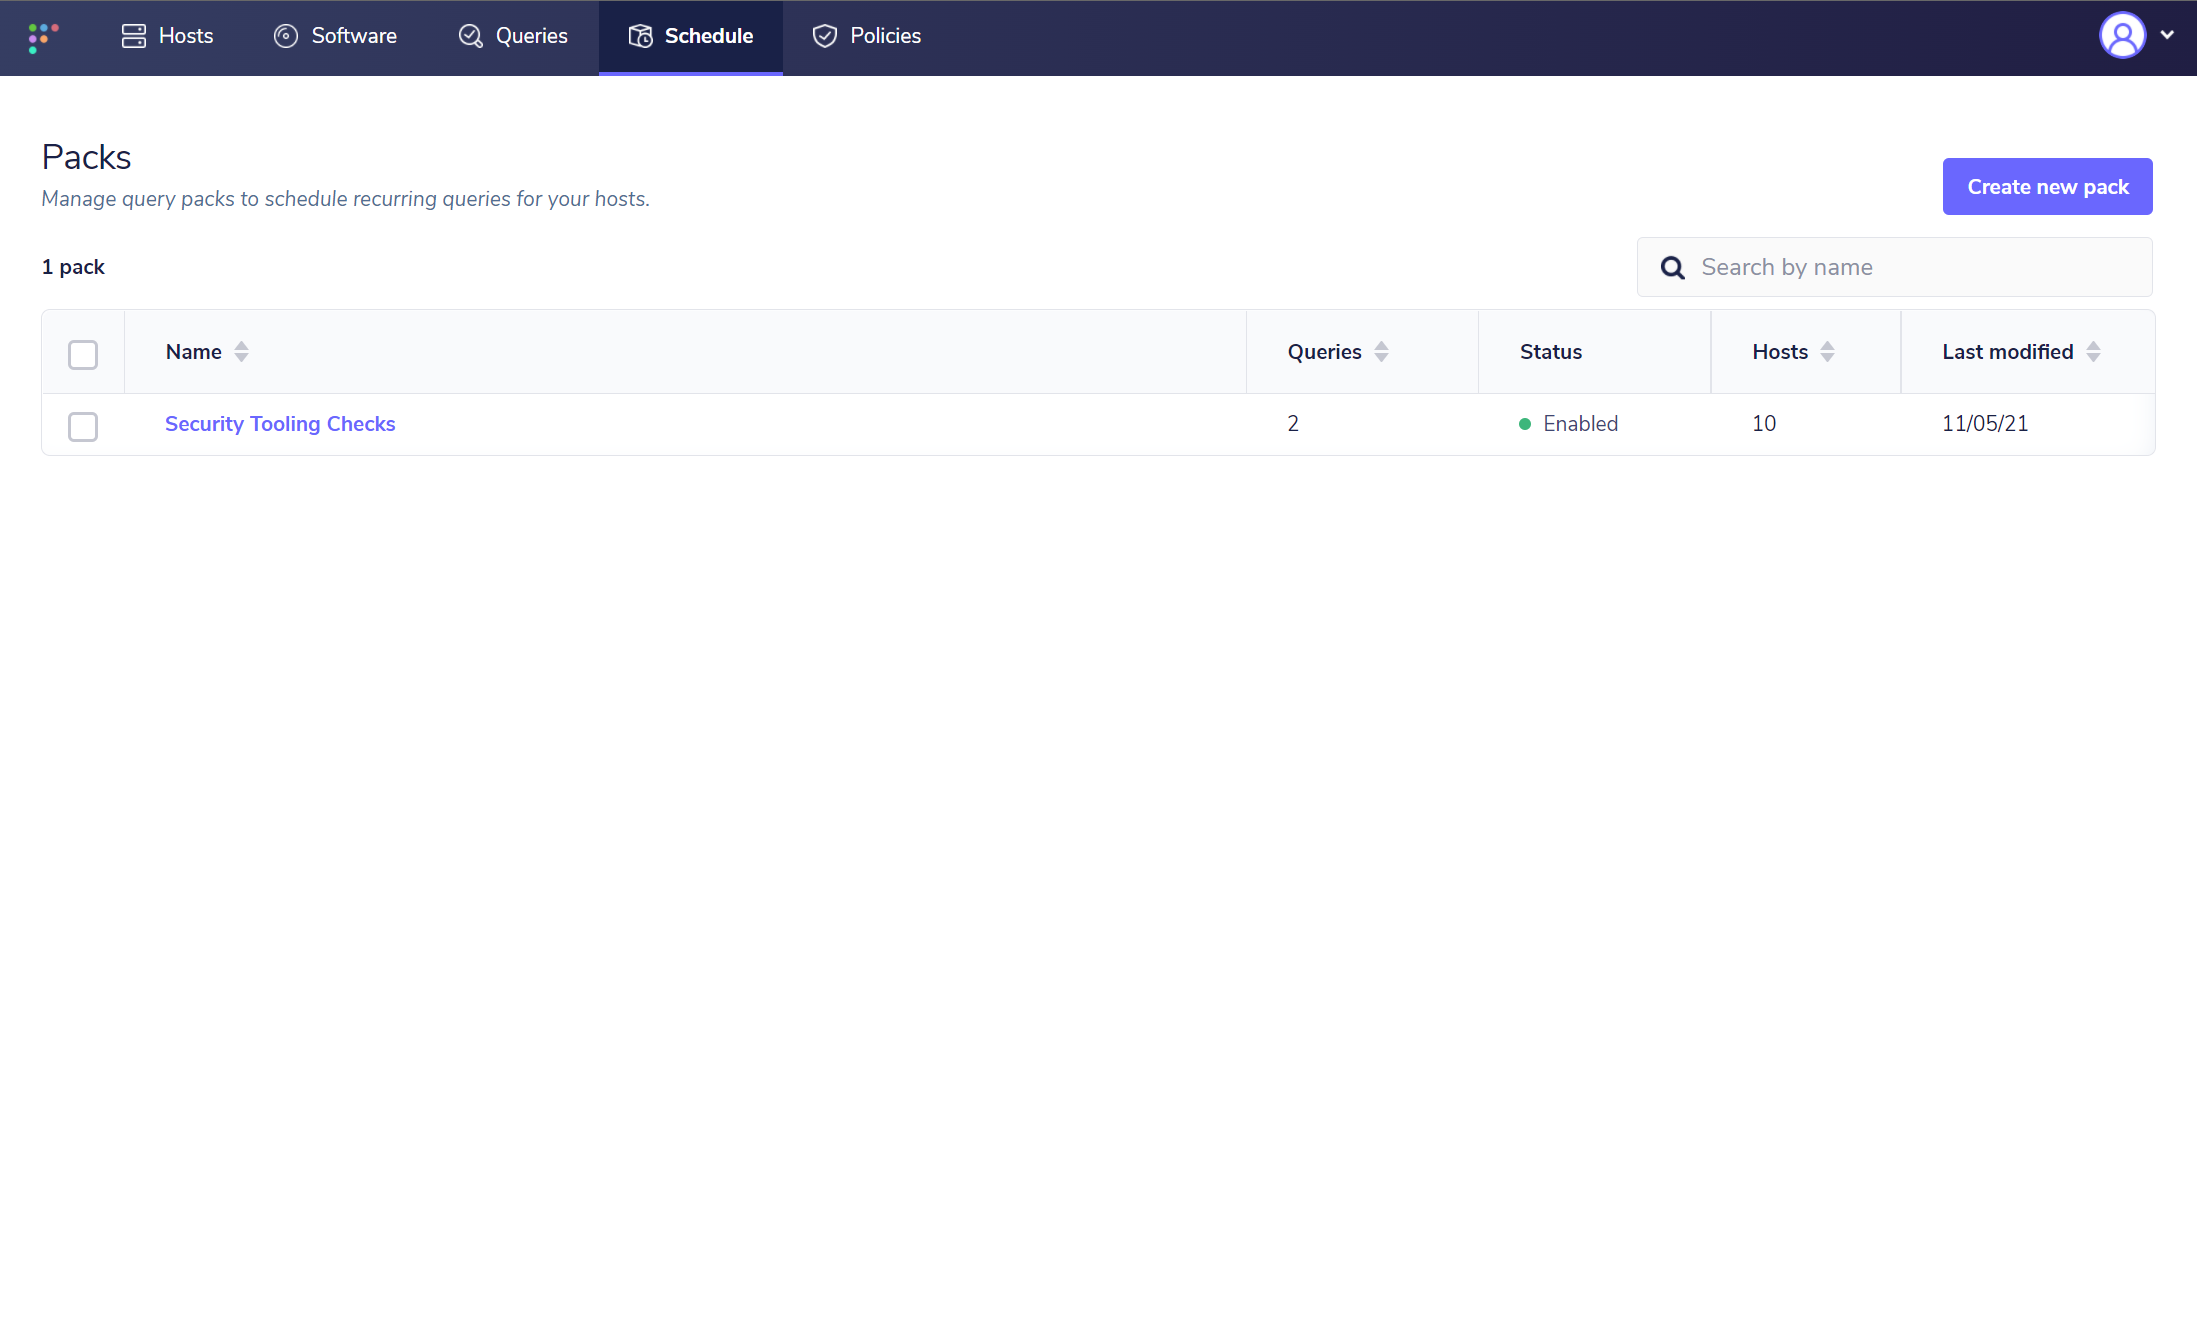 Hosts Software Queries Schedule Policies
Packs
Manage query packs to schedule recurring queries for your hosts.
Create new pack
1 pack
Search by name
Name Queries Status Hosts Last modified
Security Tooling Checks 2 Enabled 10 11/05/21